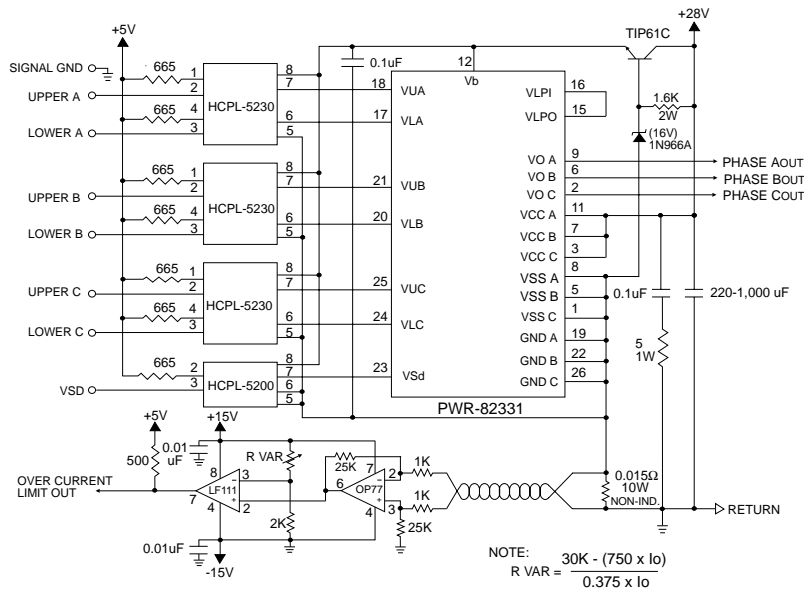 +28V
TIP61C
+5V
SIGNAL GND
665
1
2
UPPER A
665
4
3
LOWER A
HCPL-5230
8
7
6
5
0.1uF
12
Vb
18 VUA
17 VLA
VLPI 16
VLPO 15
1.6K
2W
(16V)
1N966A
665
1
2
UPPER B
665
4
3
LOWER B
HCPL-5230
8
7
6
5
21 VUB
20 VLB
VO A 9
VO B 6
VO C 2
PHASE AOUT
PHASE BOUT
PHASE COUT
VCC A 11
VCC B 7
VCC C 3
665
1
2
UPPER C
665
4
3
LOWER C
HCPL-5230
8
7
6
5
25 VUC
24 VLC
VSS A 8
VSS B 5
VSS C 1
0.1uF
220-1,000 uF
5
1W
GND A 19
GND B 22
GND C 26
665
2
3
VSD
HCPL-5200
8
7
6
5
23 VSd
PWR-82331
+5V
500
+15V
0.01
uF
8
R VAR
3
LF111
-
+
2
7
4
OVER CURRENT
LIMIT OUT
2K
0.01uF
-15V
25K
7
2
6
OP77
-
+
3
4
1K
1K
25K
0.015Ω
10W
NON-IND.
RETURN
NOTE:
R VAR = 30K - (750 x Io)
0.375 x Io